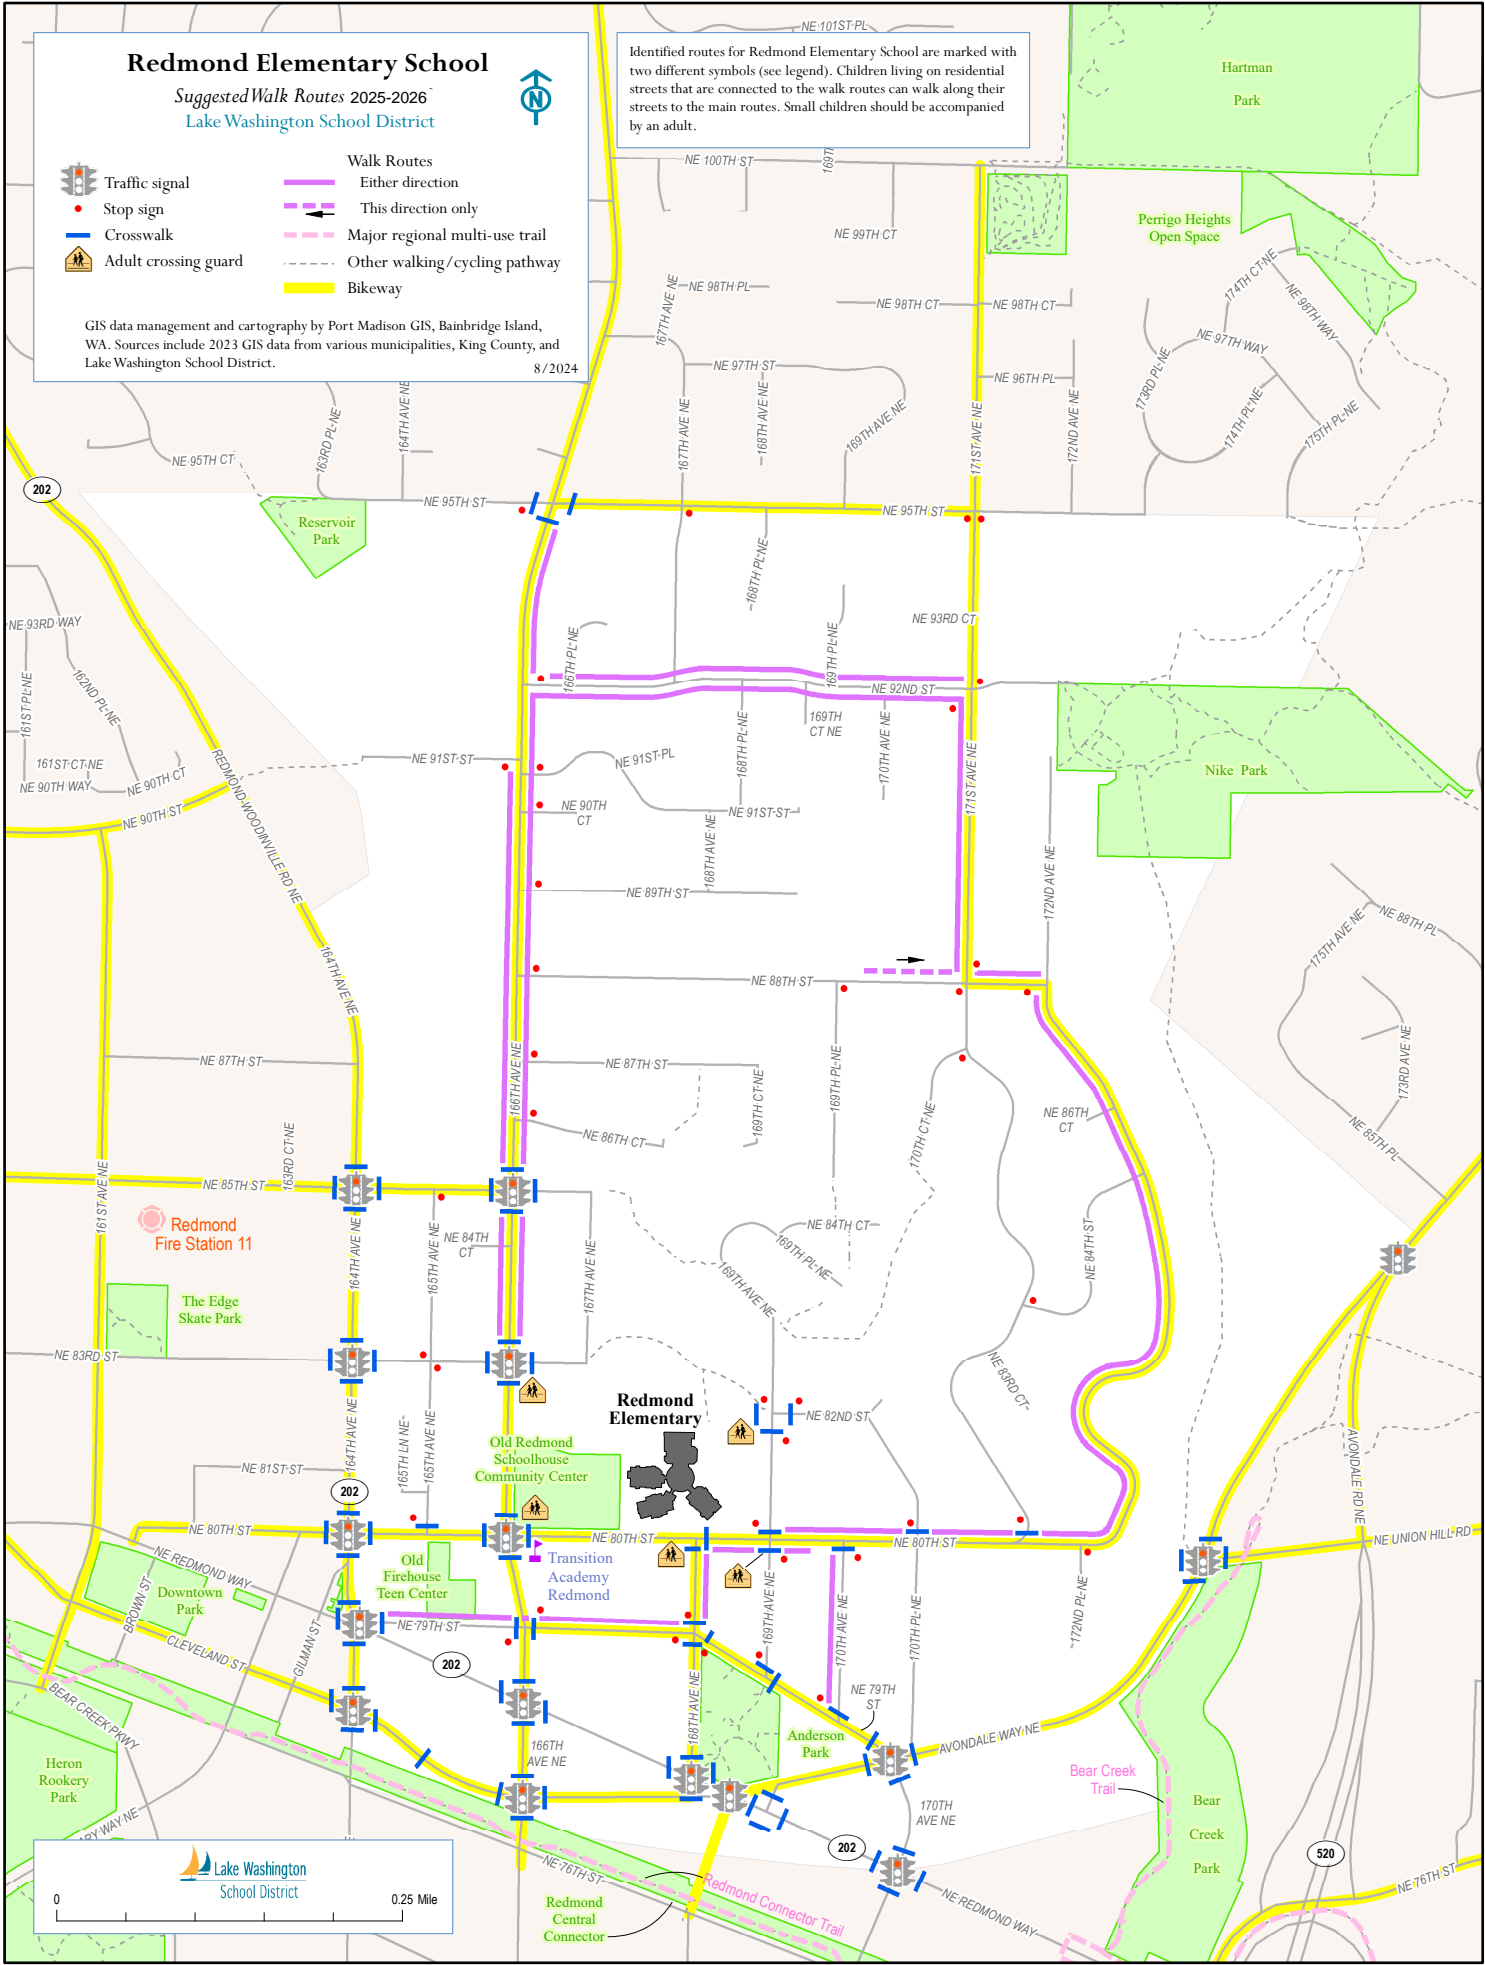 Redmond Elementary School
Suggested Walk Routes 2025-2026
Lake Washington School District
N
Traffic signal
Stop sign
Crosswalk
Adult crossing guard
Walk Routes
Either direction
This direction only
Major regional multi-use trail
Other walking/cycling pathway
Bikeway
GIS data management and cartography by Port Madison GIS, Bainbridge Island,
WA. Sources include 2023 GIS data from various municipalities, King County, and
Lake Washington School District.
8/2024
Identified routes for Redmond Elementary School are marked with
two different symbols (see legend). Children living on residential
streets that are connected to the walk routes can walk along their
streets to the main routes. Small children should be accompanied
by an adult.
NE 101ST PL
Hartman
Park
NE 100TH ST
169TH
Perrigo Heights
Open Space
NE 99TH CT
174TH CT NE
NE 98TH PL
167TH AVE NE
NE 98TH CT
NE 98TH CT
NE 98TH WAY
NE 97TH WAY
NE 97TH ST
NE 96TH PL
173RD PL NE
174TH PL NE
175TH PL NE
163RD PL NE
164TH AVE NE
167TH AVE NE
168TH AVE NE
169TH AVE NE
171ST AVE NE
172ND AVE NE
NE 95TH CT
202
NE 95TH ST
NE 95TH ST
Reservoir
Park
168TH PL NE
NE 93RD WAY
NE 93RD CT
166TH PL NE
169TH PL NE
161ST PL NE
162ND PL NE
NE 92ND ST
169TH
CT NE
168TH PL NE
170TH AVE NE
171ST AVE NE
NE 91ST ST
NE 91ST PL
161ST CT NE
NE 90TH WAY
NE 90TH CT
NE 90TH ST
REDMOND-WOODINVILLE RD NE
Nike Park
NE 90TH
CT
NE 91ST ST
168TH AVE NE
172ND AVE NE
NE 89TH ST
175TH AVE NE
NE 88TH PL
164TH AVE NE
NE 88TH ST
NE 87TH ST
NE 87TH ST
166TH AVE NE
169TH CT NE
169TH PL NE
170TH CT NE
NE 86TH
CT
173RD AVE NE
NE 85TH PL
NE 86TH CT
163RD CT NE
161ST AVE NE
NE 85TH ST
Redmond
Fire Station 11
164TH AVE NE
165TH AVE NE
NE 84TH
CT
167TH AVE NE
NE 84TH CT
169TH PL NE
169TH AVE NE
NE 84TH ST
The Edge
Skate Park
NE 83RD ST
NE 83RD CT
Redmond
Elementary
NE 82ND ST
164TH AVE NE
165TH LN NE
165TH AVE NE
Old Redmond
Schoolhouse
Community Center
NE 81ST ST
202
AVONDALE RD NE
NE 80TH ST
NE 80TH ST
NE 80TH ST
NE UNION HILL RD
NE REDMOND WAY
Old
Firehouse
Teen Center
Transition
Academy
Redmond
Downtown
Park
BROWN ST
GILMAN ST
CLEVELAND ST
NE 79TH ST
169TH AVE NE
170TH AVE NE
170TH PL NE
172ND PL NE
202
BEAR CREEK PKWY
168TH AVE NE
NE 79TH
ST
Anderson
Park
AVONDALE WAY NE
166TH
AVE NE
Heron
Rookery
Park
Bear Creek
Trail
Bear
Creek
Park
170TH
AVE NE
ARY WAY NE
202
520
Lake Washington
School District
0
0.25 Mile
NE 76TH ST
Redmond Connector Trail
Redmond
Central
Connector
NE REDMOND WAY
NE 76TH ST